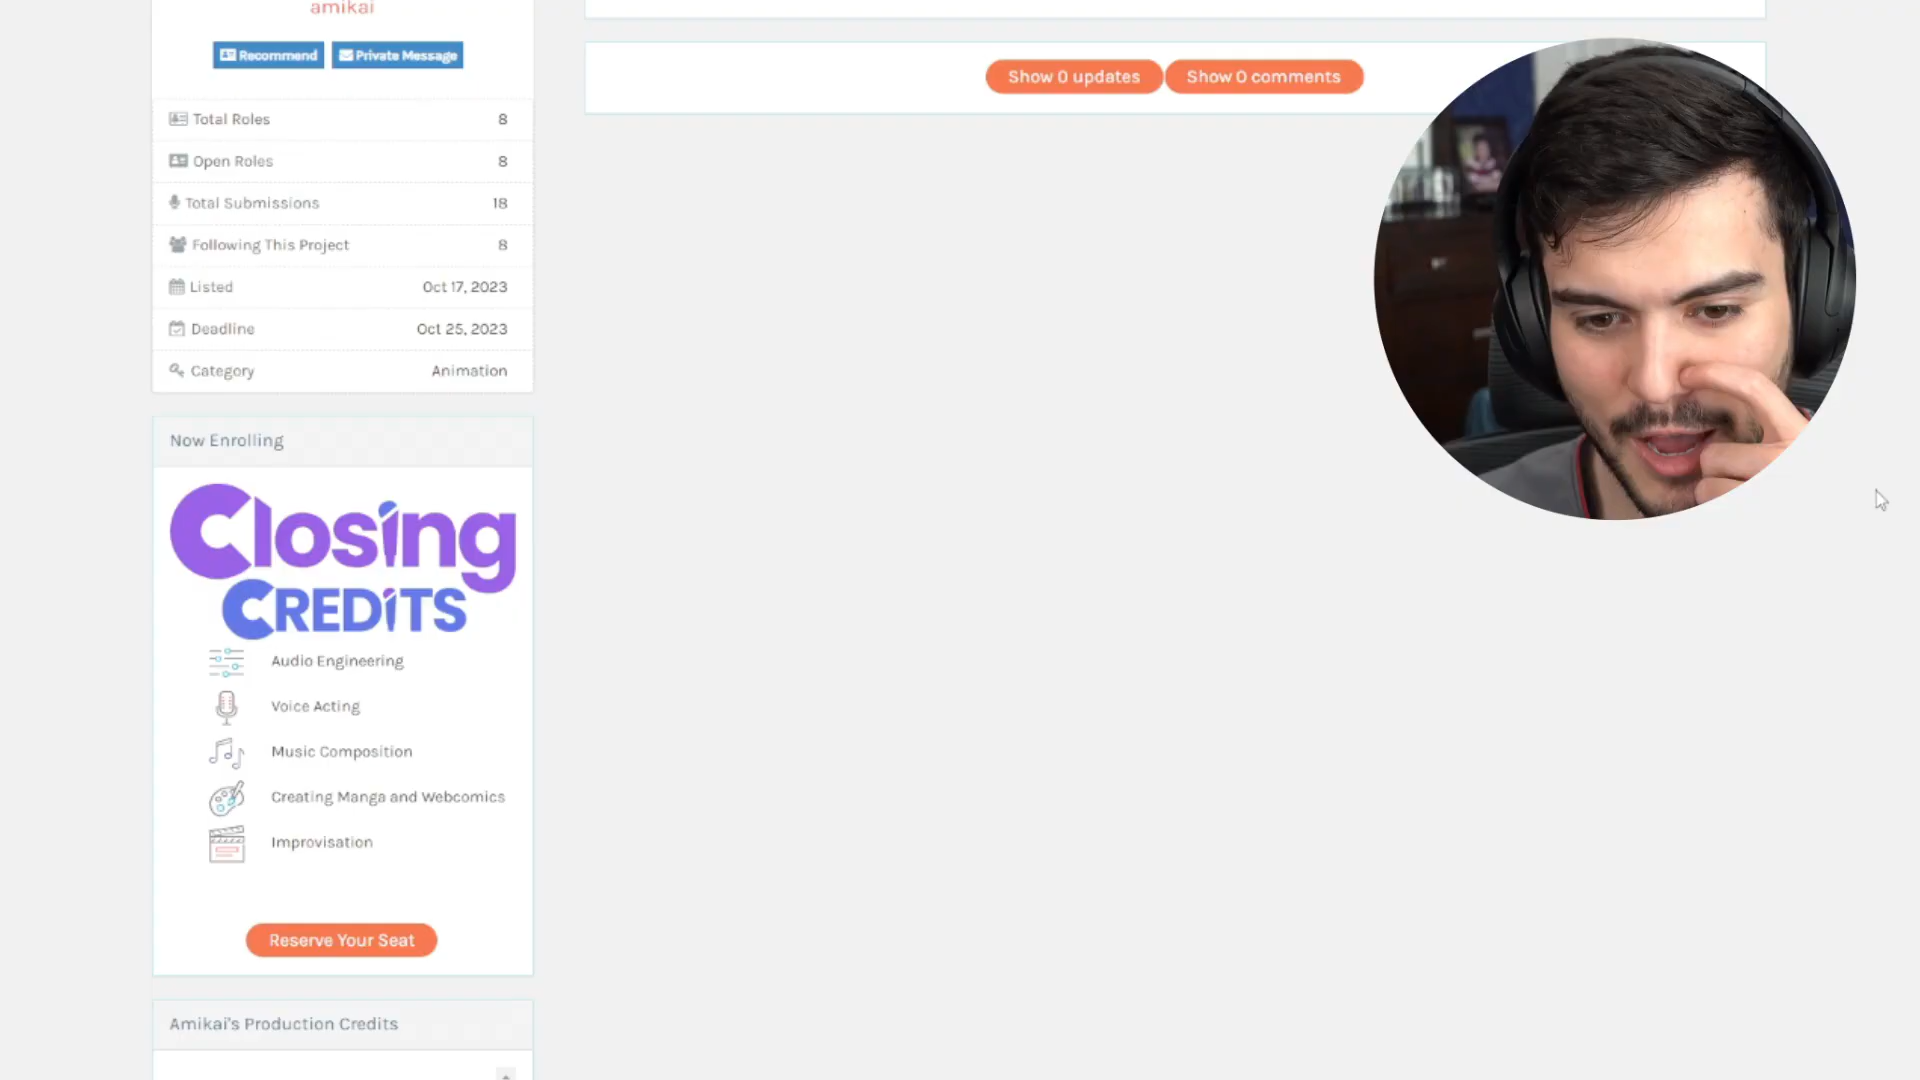 amikai
Recommend Private Message
Show 0 updates Show 0 comments
Total Roles 8
Open Roles 8
Total Submissions 18
Following This Project 8
Listed Oct 17, 2023
Deadline Oct 25, 2023
Category Animation
Now Enrolling
Closing
CREDiTS
Audio Engineering
Voice Acting
Music Composition
Creating Manga and Webcomics
Improvisation
Reserve Your Seat
Amikai's Production Credits